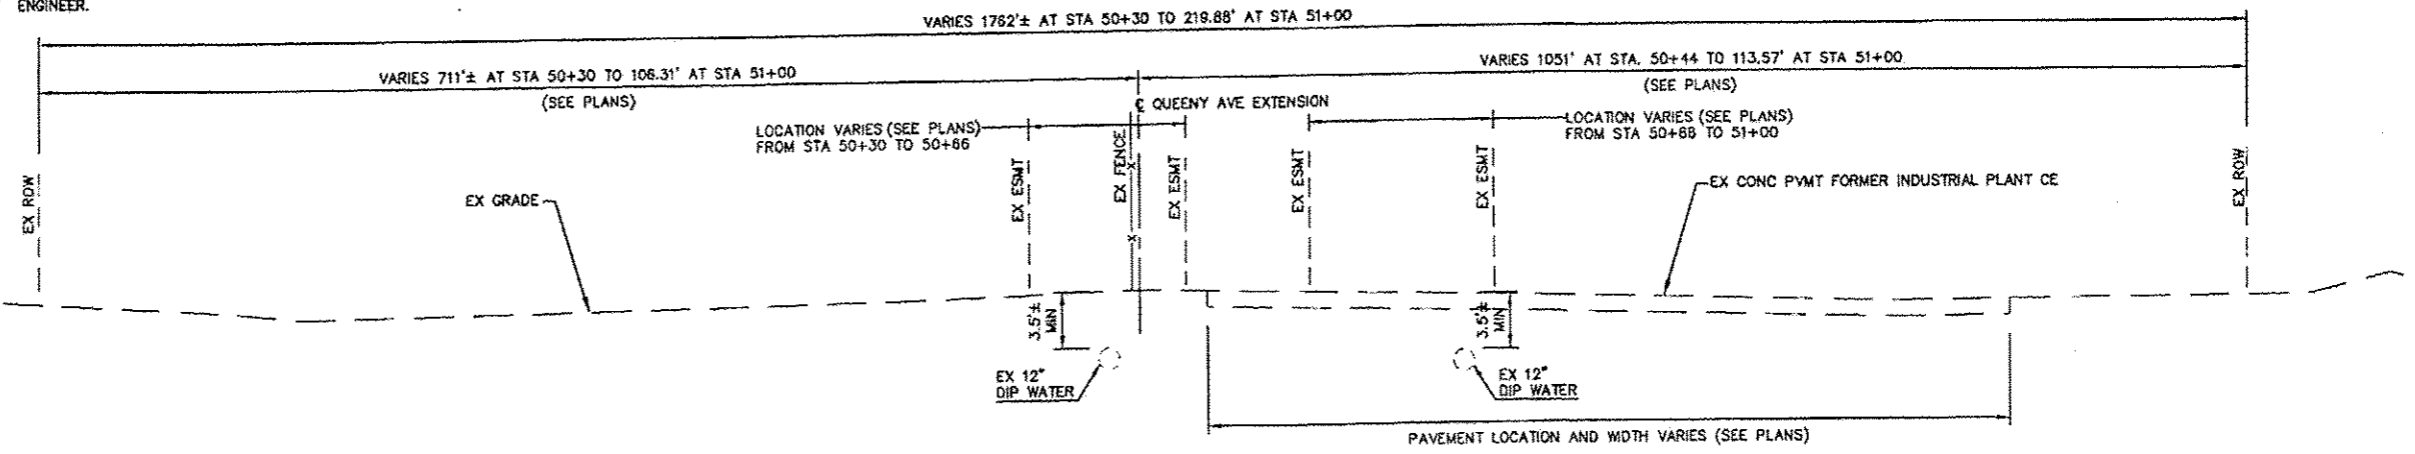 ENGINEER.
VARIES 1762'± AT STA 50+30 TO 219.88' AT STA 51+00
VARIES 711'± AT STA 50+30 TO 106.31' AT STA 51+00
(SEE PLANS)
VARIES 1051' AT STA. 50+44 TO 113.57' AT STA 51+00
(SEE PLANS)
℄ QUEENY AVE EXTENSION
LOCATION VARIES (SEE PLANS)
FROM STA 50+30 TO 50+66
LOCATION VARIES (SEE PLANS)
FROM STA 50+68 TO 51+00
EX ROW
EX GRADE
EX ESMT
EX FENCE
EX ESMT
EX ESMT
EX ESMT
EX CONC PVMT FORMER INDUSTRIAL PLANT CE
EX ROW
3.5'±
MIN
3.5'±
MIN
EX 12"
DIP WATER
EX 12"
DIP WATER
PAVEMENT LOCATION AND WIDTH VARIES (SEE PLANS)